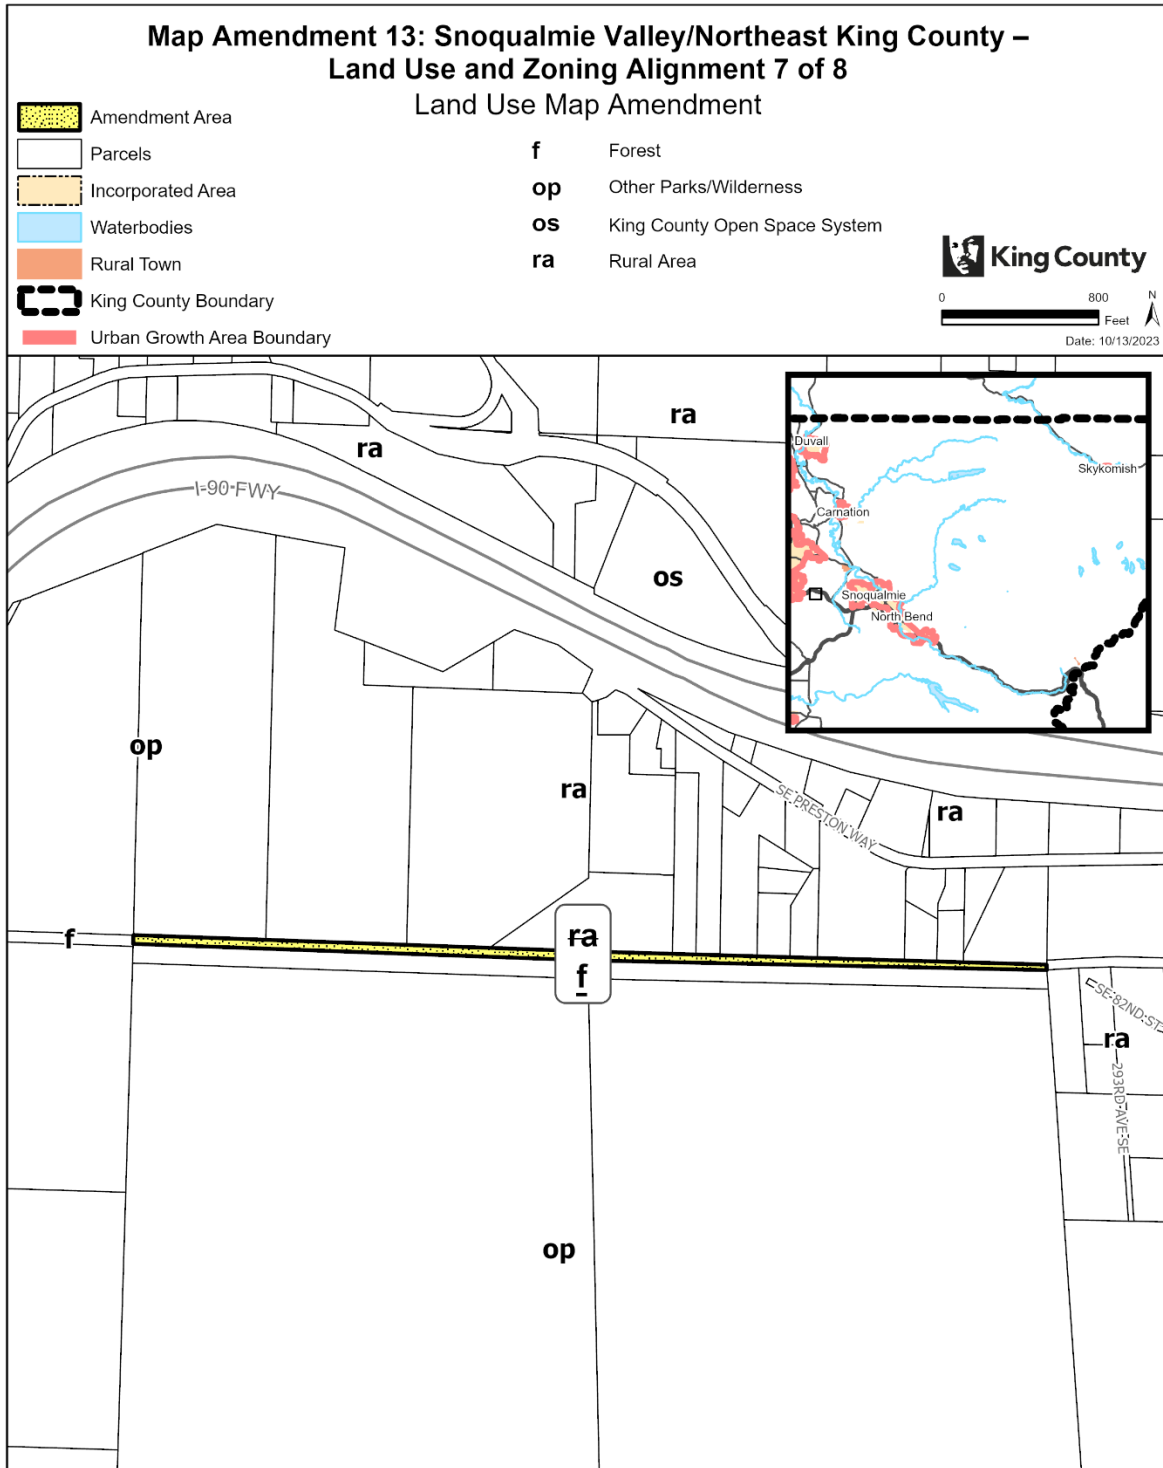 Map Amendment 13: Snoqualmie Valley/Northeast King County –
Land Use and Zoning Alignment 7 of 8
Land Use Map Amendment
Amendment Area
Parcels
Incorporated Area
Waterbodies
Rural Town
King County Boundary
Urban Growth Area Boundary
f Forest
op Other Parks/Wilderness
os King County Open Space System
ra Rural Area
King County
0 800
Feet
N
Date: 10/13/2023
ra
ra
I-90 FWY
os
Duvall
Skykomish
Carnation
Snoqualmie
North Bend
op
ra
SE PRESTON WAY
ra
f
ra
f
SE 82ND ST
ra
293RD AVE SE
op